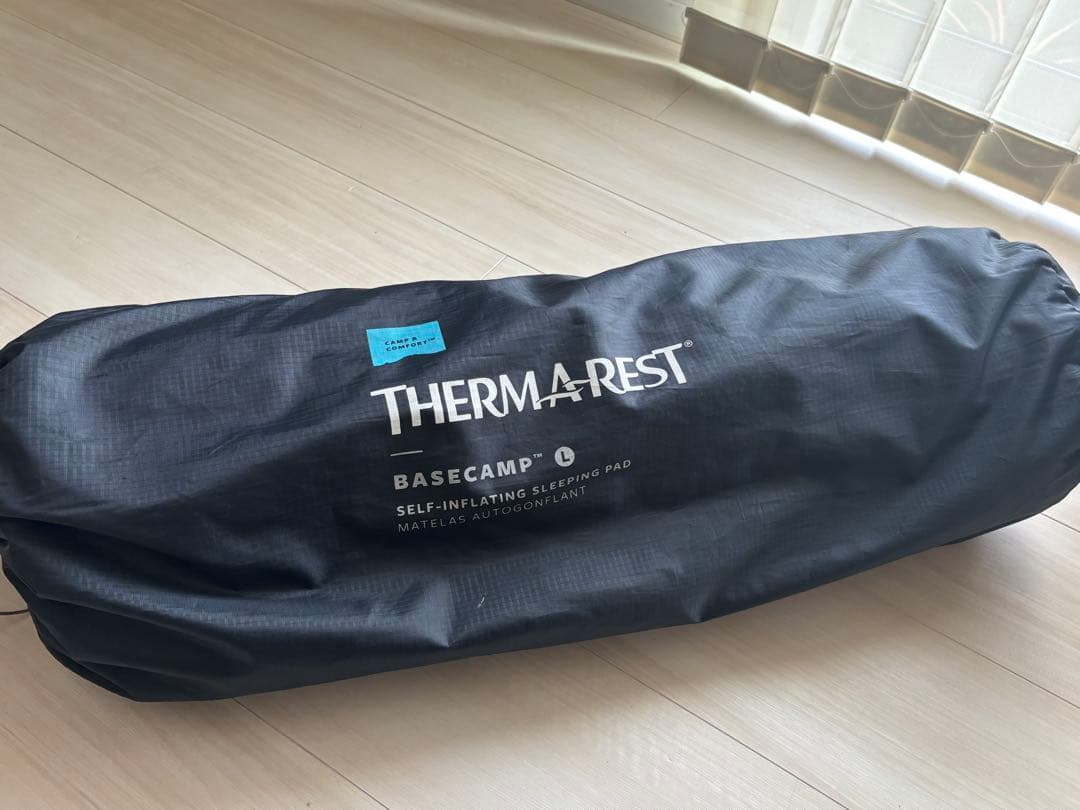 CAMP &
COMFORT™
THERMAREST®
BASECAMP™ L
SELF-INFLATING SLEEPING PAD
MATELAS AUTOGONFLANT